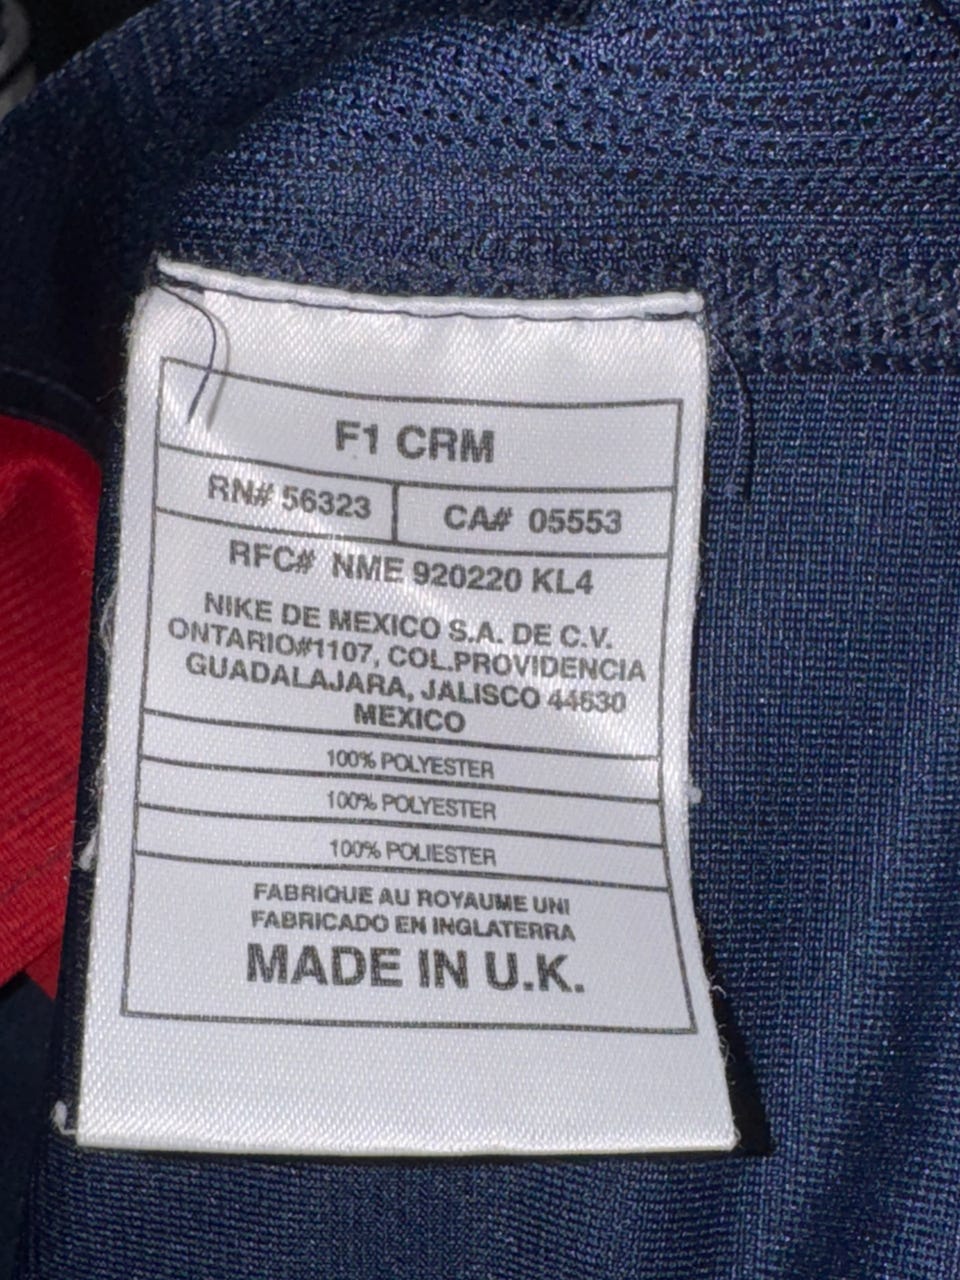 F1 CRM
RN# 56323
CA# 05553
RFC# NME 920220 KL4
NIKE DE MEXICO S.A. DE C.V.
ONTARIO#1107, COL.PROVIDENCIA
GUADALAJARA, JALISCO 44630
MEXICO
100% POLYESTER
100% POLYESTER
100% POLIESTER
FABRIQUE AU ROYAUME UNI
FABRICADO EN INGLATERRA
MADE IN U.K.